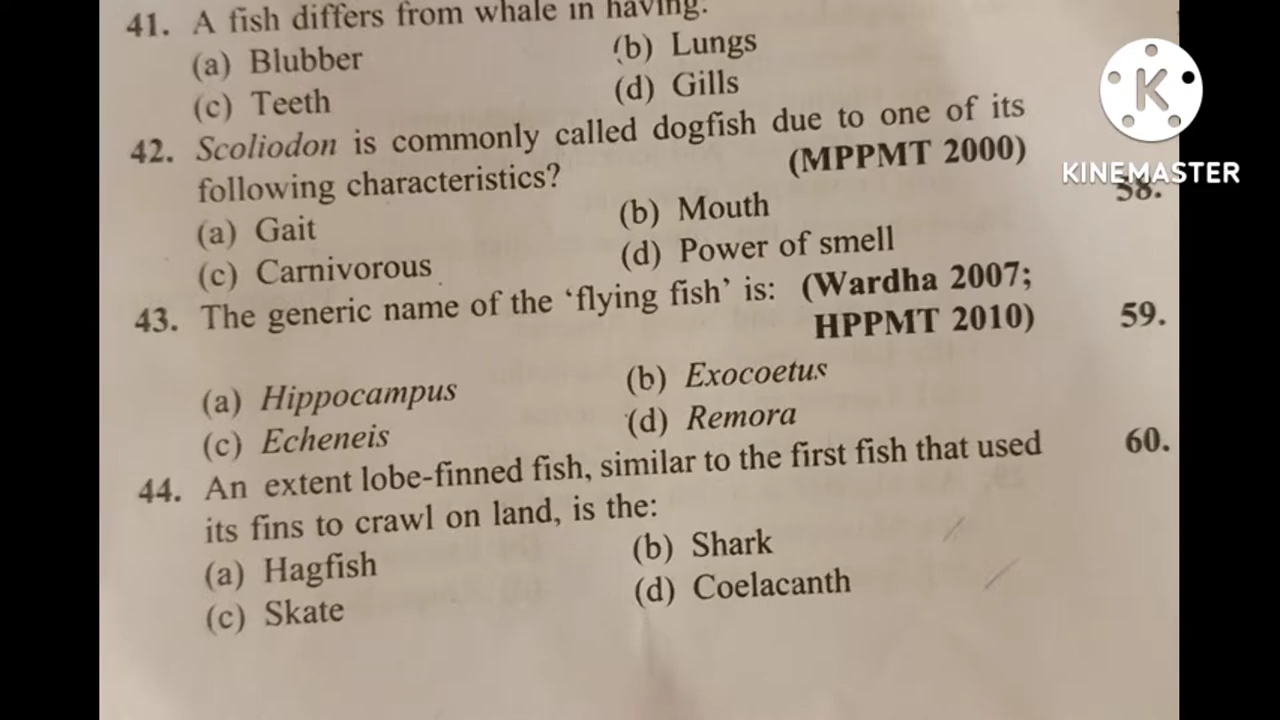 41. A fish differs from whale in having:
(a) Blubber (b) Lungs
(c) Teeth (d) Gills
42. Scoliodon is commonly called dogfish due to one of its
following characteristics? (MPPMT 2000)
(a) Gait (b) Mouth
(c) Carnivorous (d) Power of smell
43. The generic name of the ‘flying fish’ is: (Wardha 2007;
HPPMT 2010)
(a) Hippocampus (b) Exocoetus
(c) Echeneis (d) Remora
44. An extent lobe-finned fish, similar to the first fish that used
its fins to crawl on land, is the:
(a) Hagfish (b) Shark
(c) Skate (d) Coelacanth
58.
59.
60.
K
KINEMASTER